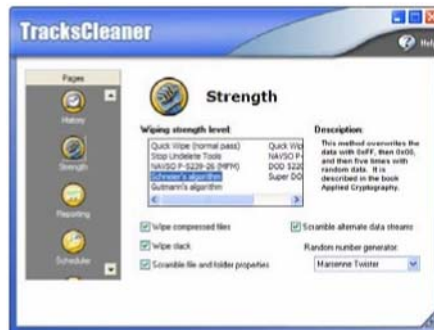 TracksCleaner
Help
Pages
History
Strength
Reporting
Scheduler
Strength
Wiping strength level:
Quick Wipe (normal pass) Quick Wip
Stop Undelete Tools NAVSO P-
NAVSO P-5239-26 (MFM) DOD 5220
Schneier's algorithm Super DO
Gutmann's algorithm
Description:
This method overwrites the
data with 0xFF, then 0x00,
and then five times with
random data. It is
described in the book
Applied Cryptography.
Wipe compressed files
Wipe slack
Scramble file and folder properties
Scramble alternate data streams
Random number generator:
Marsenne Twister